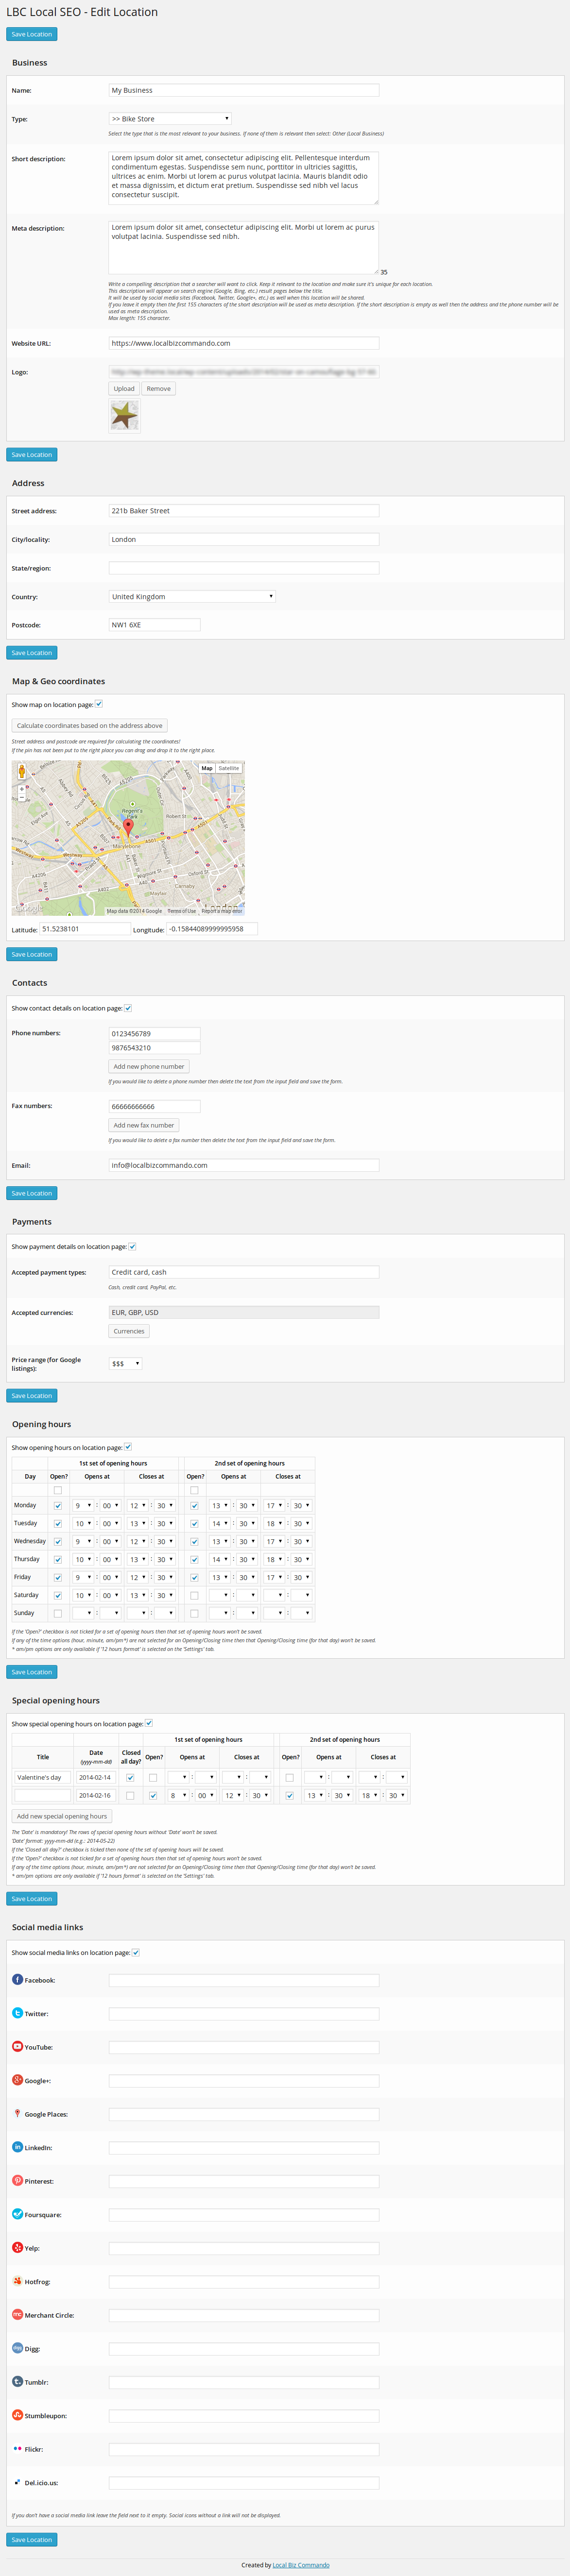 LBC Local SEO - Edit Location
Save Location
Business
Name: My Business
Type: >> Bike Store
Select the type that is the most relevant to your business. If none of them is relevant then select: Other (Local Business)
Short description: Lorem ipsum dolor sit amet, consectetur adipiscing elit. Pellentesque interdum
condimentum egestas. Suspendisse sem nunc, porttitor in ultricies sagittis,
ultrices ac enim. Morbi ut lorem ac purus volutpat lacinia. Mauris blandit odio
et massa dignissim, et dictum erat pretium. Suspendisse sed nibh vel lacus
consectetur suscipit.
Meta description: Lorem ipsum dolor sit amet, consectetur adipiscing elit. Morbi ut lorem ac purus
volutpat lacinia. Suspendisse sed nibh.
35
Write a compelling description that a searcher will want to click. Keep it relevant to the location and make sure it's unique for each location.
This description will appear on search engine (Google, Bing, etc.) result pages below the title.
It will be used by social media sites (Facebook, Twitter, Google+, etc.) as well when this location will be shared.
If you leave it empty then the first 155 characters of the short description will be used as meta description. If the short description is empty as well then the address and the phone number will be
used as meta description.
Max length: 155 character.
Website URL: https://www.localbizcommando.com
Logo:
Upload Remove
Save Location
Address
Street address: 221b Baker Street
City/locality: London
State/region:
Country: United Kingdom
Postcode: NW1 6XE
Save Location
Map & Geo coordinates
Show map on location page:
Calculate coordinates based on the address above
Street address and postcode are required for calculating the coordinates!
If the pin has not been put to the right place you can drag and drop it to the right place.
Map Satellite
Regent's
Park
Robert St
Marylebone
A501
Oxford St
Carnaby
Mayfair
Map data ©2014 Google Terms of Use Report a map error
Latitude: 51.5238101 Longitude: -0.15844089999995958
Save Location
Contacts
Show contact details on location page:
Phone numbers: 0123456789
9876543210
Add new phone number
If you would like to delete a phone number then delete the text from the input field and save the form.
Fax numbers: 66666666666
Add new fax number
If you would like to delete a fax number then delete the text from the input field and save the form.
Email: info@localbizcommando.com
Save Location
Payments
Show payment details on location page:
Accepted payment types: Credit card, cash
Cash, credit card, PayPal, etc.
Accepted currencies: EUR, GBP, USD
Currencies
Price range (for Google
listings): $$$
Save Location
Opening hours
Show opening hours on location page:
1st set of opening hours 2nd set of opening hours
Day Open? Opens at Closes at Open? Opens at Closes at
Monday 9 : 00 12 : 30 13 : 30 17 : 30
Tuesday 10 : 00 13 : 30 14 : 30 18 : 30
Wednesday 9 : 00 12 : 30 13 : 30 17 : 30
Thursday 10 : 00 13 : 30 14 : 30 18 : 30
Friday 9 : 00 12 : 30 13 : 30 17 : 30
Saturday 10 : 00 13 : 30 : :
Sunday : : : :
If the 'Open?' checkbox is not ticked for a set of opening hours then that set of opening hours won't be saved.
If any of the time options (hour, minute, am/pm*) are not selected for an Opening/Closing time then that Opening/Closing time (for that day) won't be saved.
* am/pm options are only available if '12 hours format' is selected on the 'Settings' tab.
Save Location
Special opening hours
Show special opening hours on location page:
1st set of opening hours 2nd set of opening hours
Title Date (yyyy-mm-dd) Closed all day? Open? Opens at Closes at Open? Opens at Closes at
Valentine's day 2014-02-14 : : : :
2014-02-16 8 : 00 12 : 30 13 : 30 18 : 30
Add new special opening hours
The 'Date' is mandatory! The rows of special opening hours without 'Date' won't be saved.
'Date' format: yyyy-mm-dd (e.g.: 2014-05-22)
If the 'Closed all day?' checkbox is ticked then none of the set of opening hours will be saved.
If the 'Open?' checkbox is not ticked for a set of opening hours then that set of opening hours won't be saved.
If any of the time options (hour, minute, am/pm*) are not selected for an Opening/Closing time then that Opening/Closing time (for that day) won't be saved.
* am/pm options are only available if '12 hours format' is selected on the 'Settings' tab.
Save Location
Social media links
Show social media links on location page:
Facebook:
Twitter:
YouTube:
Google+:
Google Places:
LinkedIn:
Pinterest:
Foursquare:
Yelp:
Hotfrog:
Merchant Circle:
Digg:
Tumblr:
Stumbleupon:
Flickr:
Del.icio.us:
If you don't have a social media link leave the field next to it empty. Social icons without a link will not be displayed.
Save Location
Created by Local Biz Commando